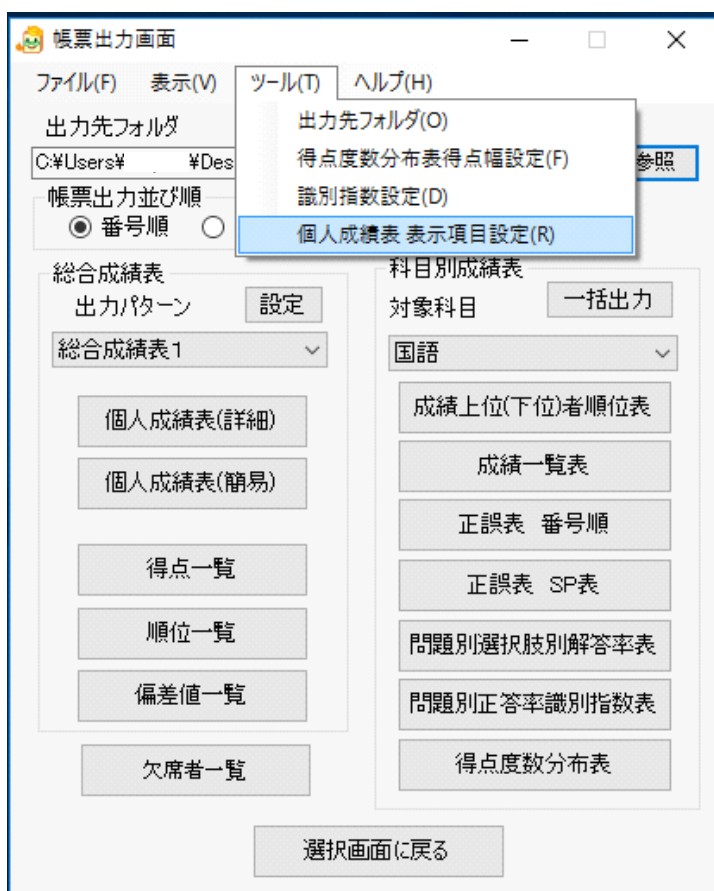 帳票出力画面
ファイル(F) 表示(V) ツール(T) ヘルプ(H)
出力先フォルダ(O)
得点度数分布表得点幅設定(F)
識別指数設定(D)
個人成績表 表示項目設定(R)
出力先フォルダ
C:¥Users¥ ¥Des
参照
帳票出力並び順
番号順
総合成績表
出力パターン 設定
総合成績表1
個人成績表(詳細)
個人成績表(簡易)
得点一覧
順位一覧
偏差値一覧
欠席者一覧
科目別成績表
対象科目 一括出力
国語
成績上位(下位)者順位表
成績一覧表
正誤表 番号順
正誤表 SP表
問題別選択肢別解答率表
問題別正答率識別指数表
得点度数分布表
選択画面に戻る